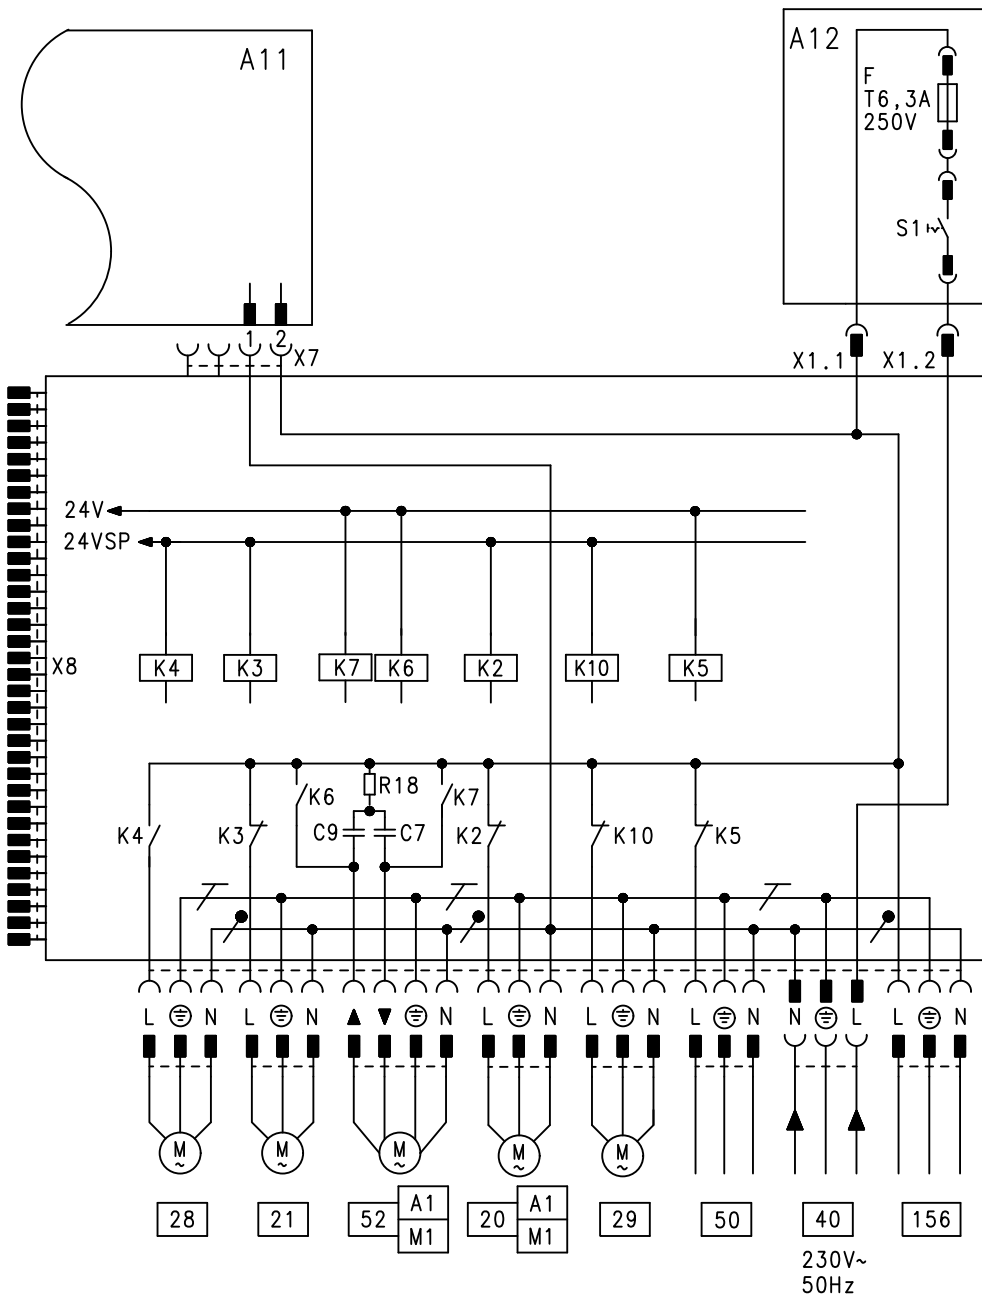 A11
A12
F
T6,3A
250V
S1
1 2
X7
X1.1 X1.2
24V
24VSP
X8
K4 K3 K7 K6 K2 K10 K5
K6 R18 K7
K4 K3 C9 C7 K2 K10 K5
L N L N N L N L N L N N L L N
M
~
M
~
M
~
M
~
M
~
28 21 52 A1 20 A1 29 50 40 156
M1 M1
230V~
50Hz